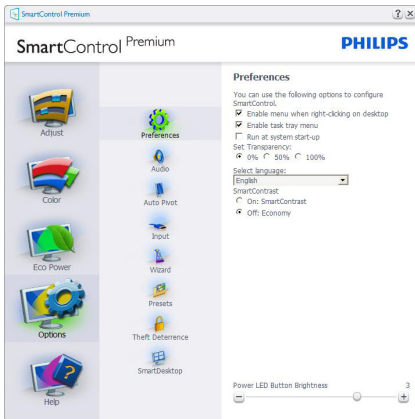 SmartControl Premium
SmartControl Premium
PHILIPS
Adjust
Color
Eco Power
Options
Help
Preferences
Audio
Auto Pivot
Input
Wizard
Presets
Theft Deterrence
SmartDesktop
Preferences
You can use the following options to configure
SmartControl.
Enable menu when right-clicking on desktop
Enable task tray menu
Run at system start-up
Set Transparency:
0% 50% 100%
Select language:
English
SmartContrast
On: SmartContrast
Off: Economy
Power LED Button Brightness 3